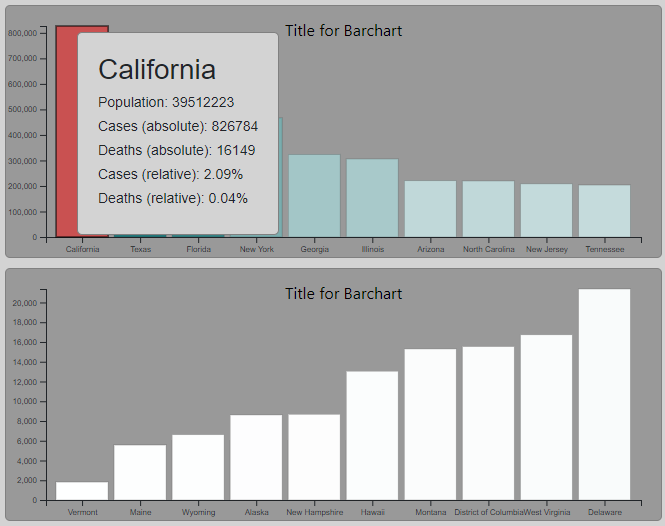 Title for Barchart
800,000
700,000
600,000
500,000
400,000
300,000
200,000
100,000
0
California
Population: 39512223
Cases (absolute): 826784
Deaths (absolute): 16149
Cases (relative): 2.09%
Deaths (relative): 0.04%
California Texas Florida New York Georgia Illinois Arizona North Carolina New Jersey Tennessee
Title for Barchart
20,000
18,000
16,000
14,000
12,000
10,000
8,000
6,000
4,000
2,000
0
Vermont Maine Wyoming Alaska New Hampshire Hawaii Montana District of Columbia West Virginia Delaware